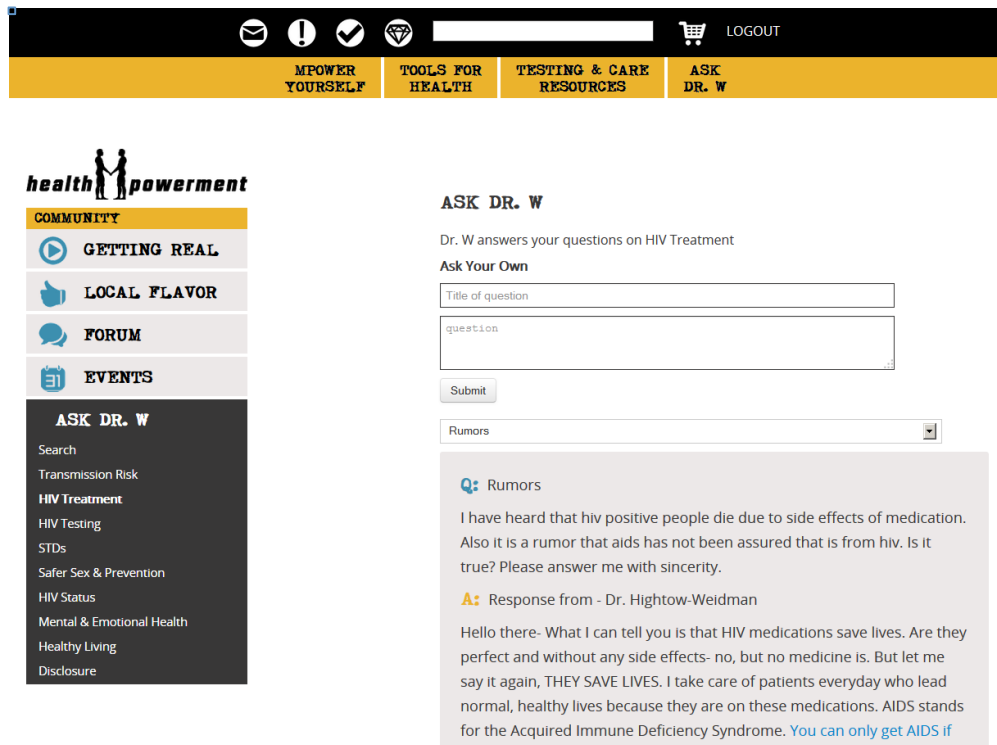 LOGOUT
MPOWER
YOURSELF
TOOLS FOR
HEALTH
TESTING & CARE
RESOURCES
ASK
DR. W
health powerment
COMMUNITY
GETTING REAL
LOCAL FLAVOR
FORUM
31
EVENTS
ASK DR. W
Search
Transmission Risk
HIV Treatment
HIV Testing
STDs
Safer Sex & Prevention
HIV Status
Mental & Emotional Health
Healthy Living
Disclosure
ASK DR. W
Dr. W answers your questions on HIV Treatment
Ask Your Own
Title of question
question
Submit
Rumors
Q: Rumors
I have heard that hiv positive people die due to side effects of medication.
Also it is a rumor that aids has not been assured that is from hiv. Is it
true? Please answer me with sincerity.
A: Response from - Dr. Hightow-Weidman
Hello there- What I can tell you is that HIV medications save lives. Are they
perfect and without any side effects- no, but no medicine is. But let me
say it again, THEY SAVE LIVES. I take care of patients everyday who lead
normal, healthy lives because they are on these medications. AIDS stands
for the Acquired Immune Deficiency Syndrome. You can only get AIDS if